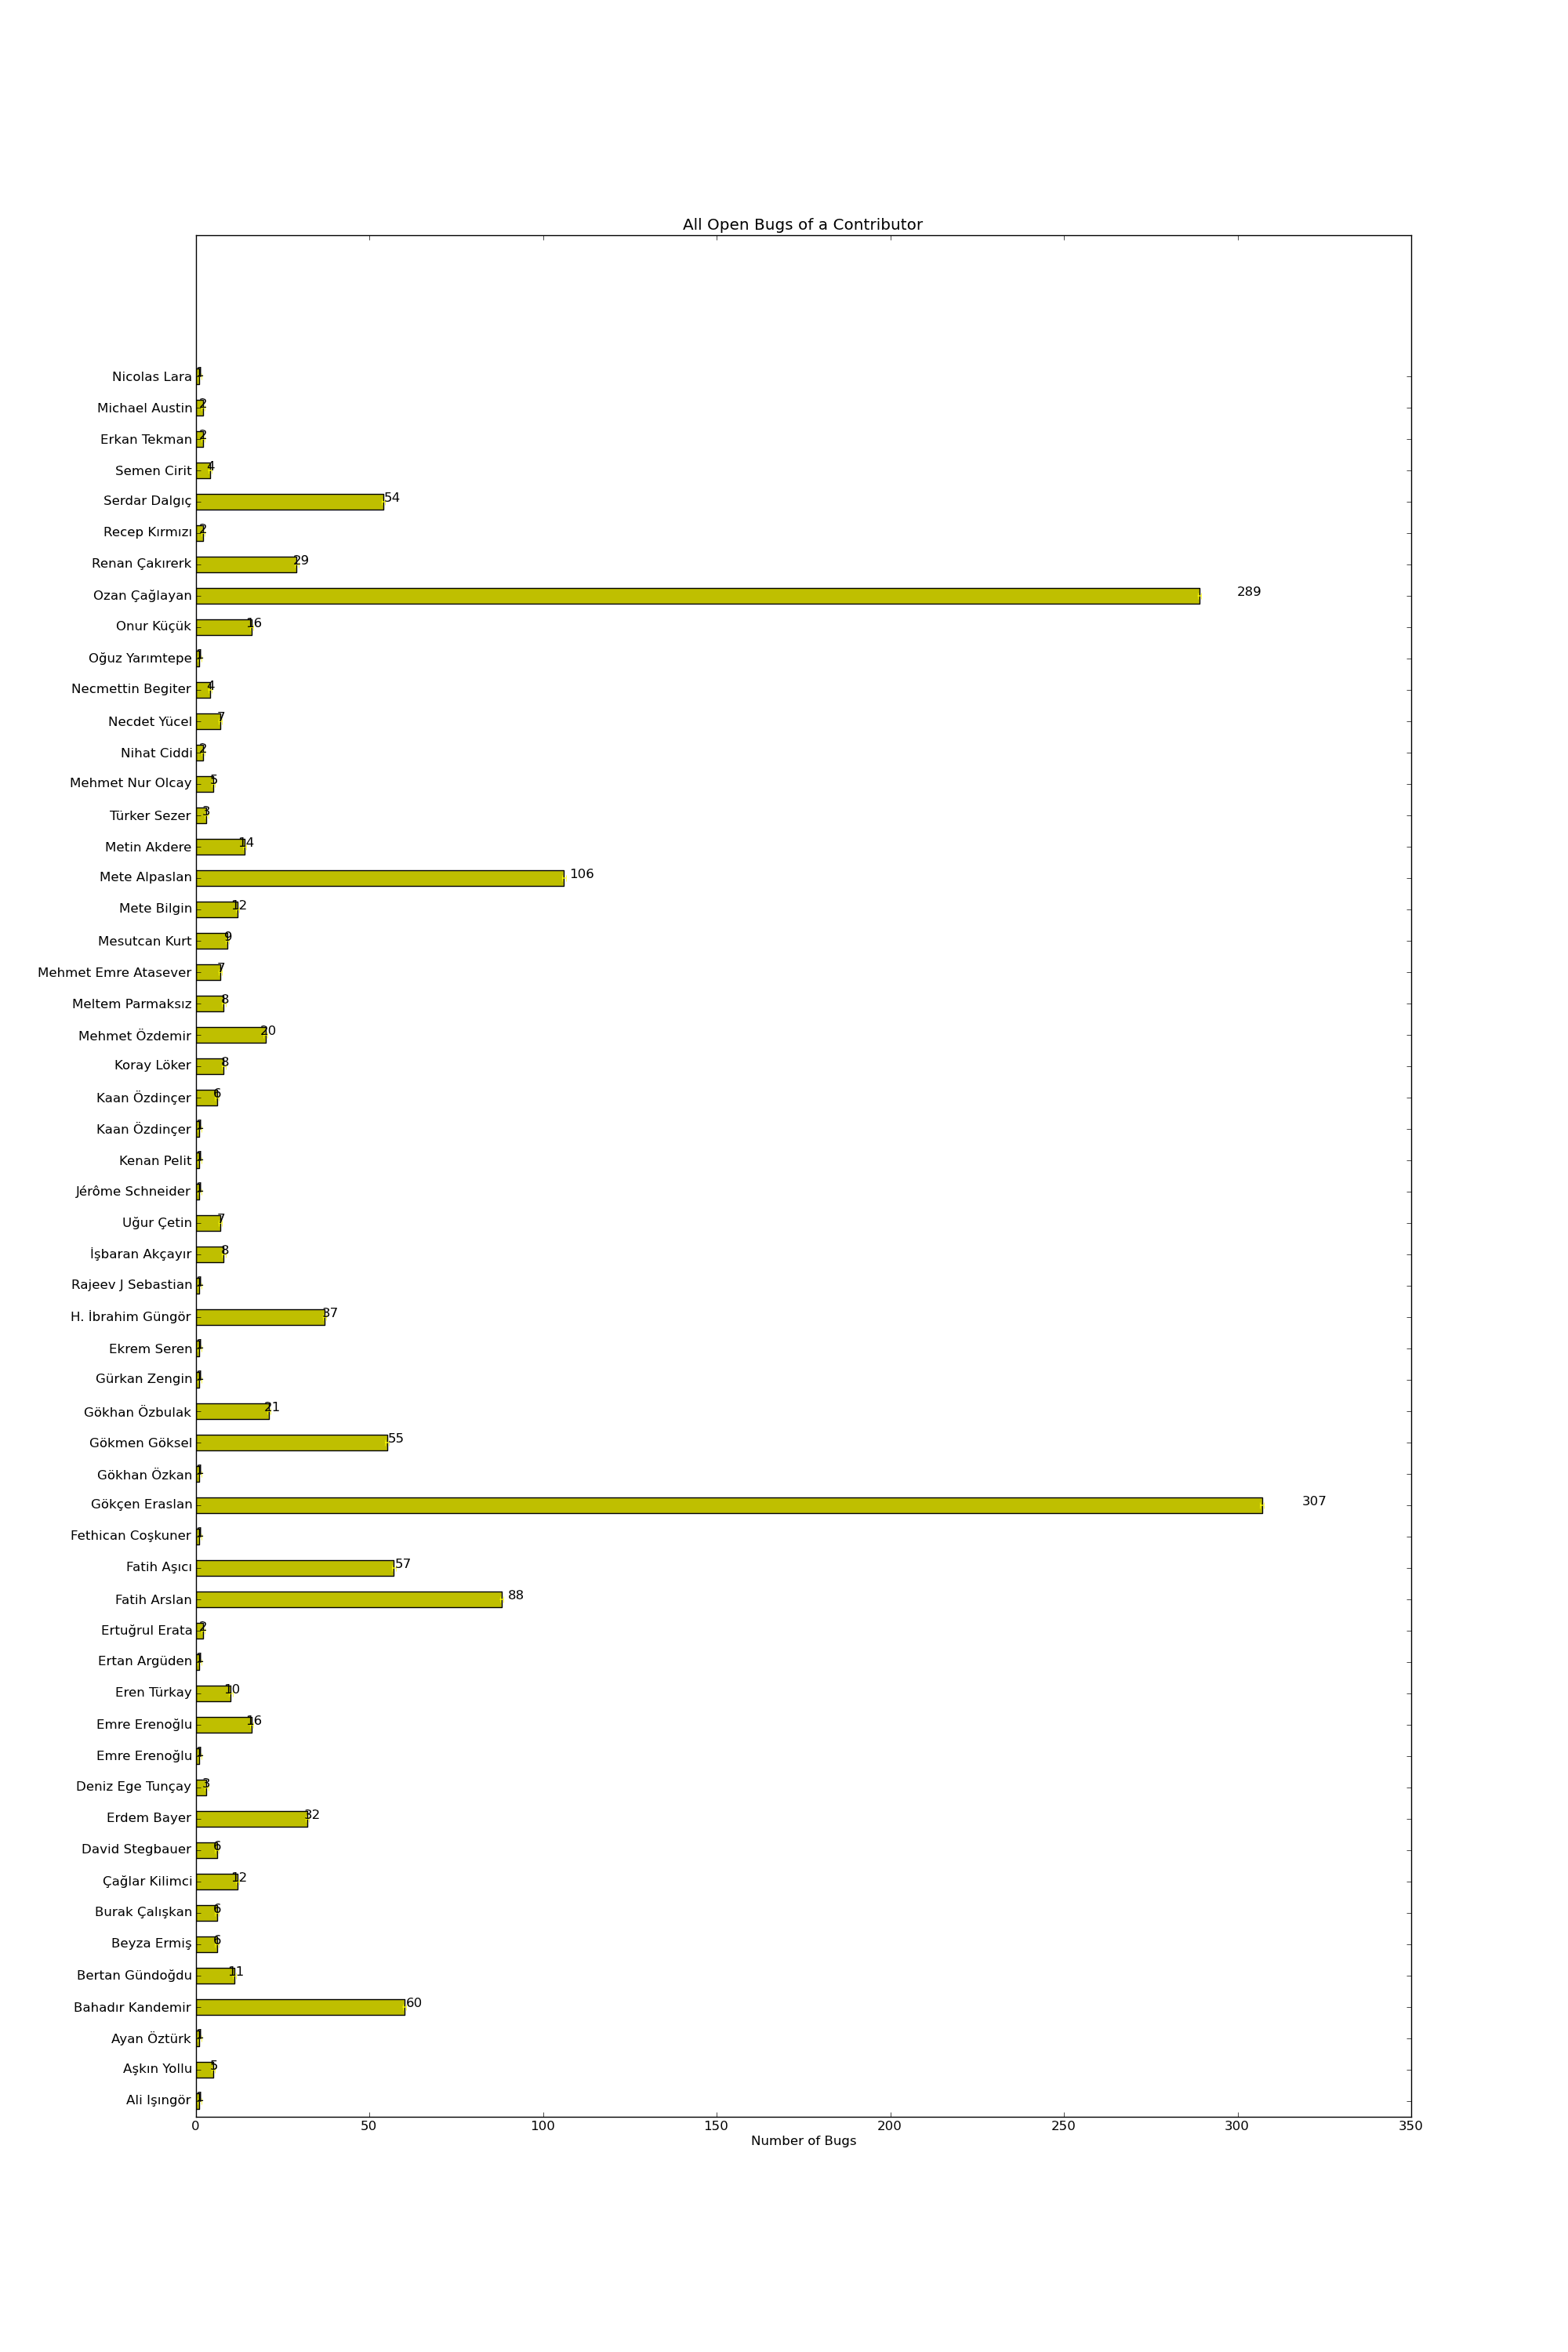 All Open Bugs of a Contributor
Nicolas Lara 1
Michael Austin 2
Erkan Tekman 2
Semen Cirit 4
Serdar Dalgıç 54
Recep Kırmızı 2
Renan Çakırerk 29
Ozan Çağlayan 289
Onur Küçük 16
Oğuz Yarımtepe 1
Necmettin Begiter 4
Necdet Yücel 7
Nihat Ciddi 2
Mehmet Nur Olcay 5
Türker Sezer 3
Metin Akdere 14
Mete Alpaslan 106
Mete Bilgin 12
Mesutcan Kurt 9
Mehmet Emre Atasever 7
Meltem Parmaksız 8
Mehmet Özdemir 20
Koray Löker 8
Kaan Özdinçer 6
Kaan Özdinçer 1
Kenan Pelit 1
Jérôme Schneider 1
Uğur Çetin 7
İşbaran Akçayır 8
Rajeev J Sebastian 1
H. İbrahim Güngör 37
Ekrem Seren 1
Gürkan Zengin 1
Gökhan Özbulak 21
Gökmen Göksel 55
Gökhan Özkan 1
Gökçen Eraslan 307
Fethican Coşkuner 1
Fatih Aşıcı 57
Fatih Arslan 88
Ertuğrul Erata 2
Ertan Argüden 1
Eren Türkay 10
Emre Erenoğlu 16
Emre Erenoğlu 1
Deniz Ege Tunçay 3
Erdem Bayer 32
David Stegbauer 6
Çağlar Kilimci 12
Burak Çalışkan 6
Beyza Ermiş 6
Bertan Gündoğdu 11
Bahadır Kandemir 60
Ayan Öztürk 1
Aşkın Yollu 5
Ali Işıngör 1
0 50 100 150 200 250 300 350
Number of Bugs